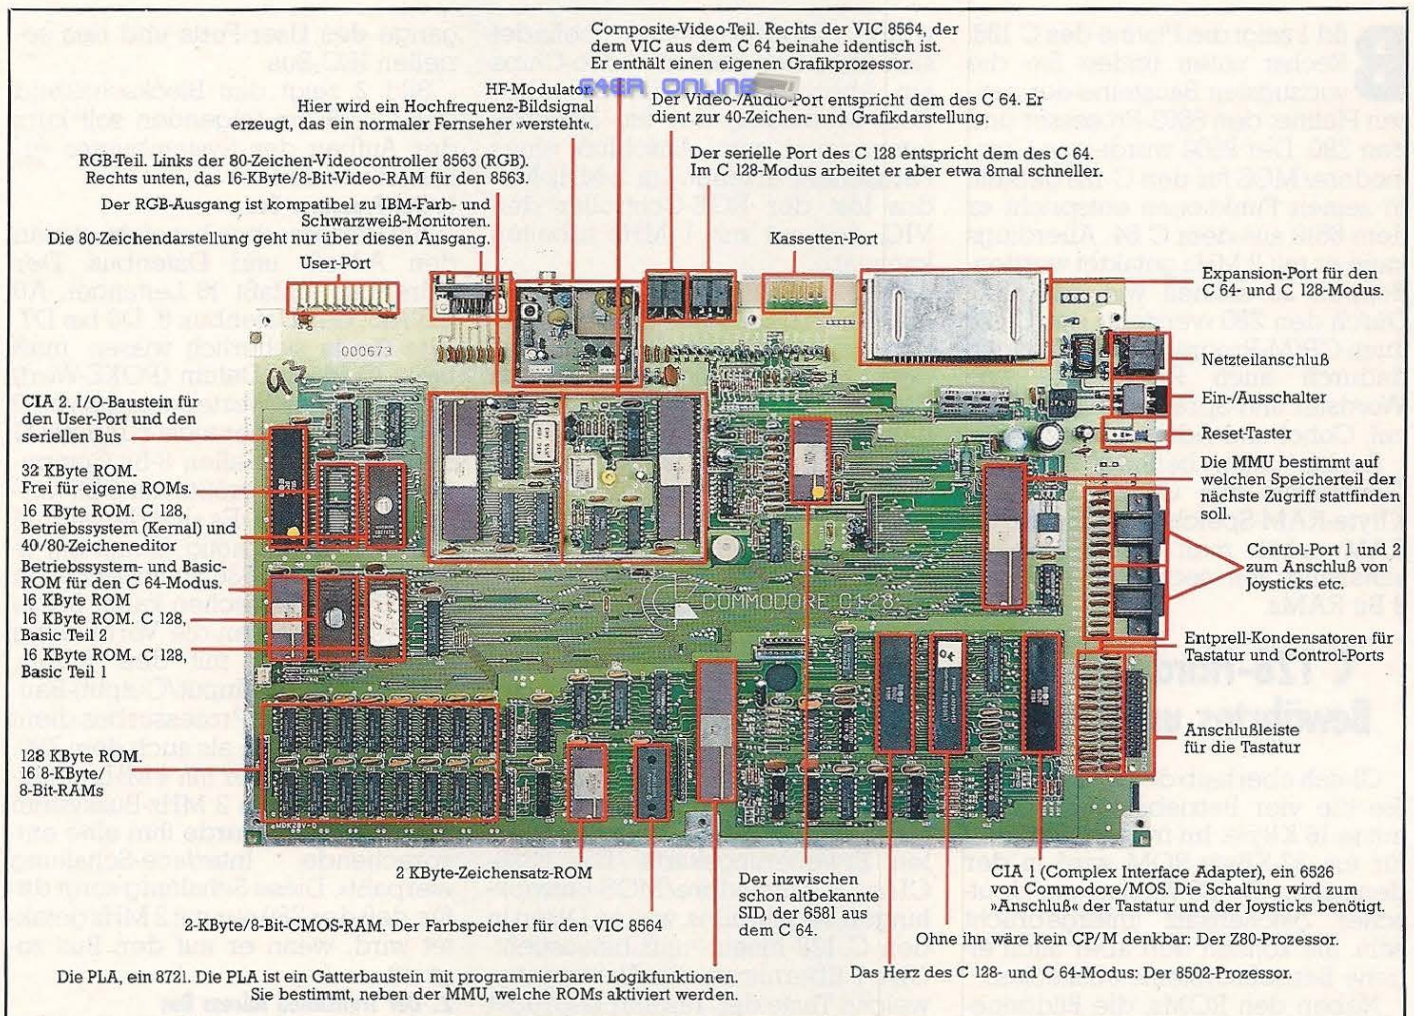 Composite-Video-Teil. Rechts der VIC 8564, der
dem VIC aus dem C 64 beinahe identisch ist.
Er enthält einen eigenen Grafikprozessor.
64ER ONLINE
HF-Modulator.
Hier wird ein Hochfrequenz-Bildsignal
erzeugt, das ein normaler Fernseher »versteht«.
Der Video-/Audio-Port entspricht dem des C 64. Er
dient zur 40-Zeichen- und Grafikdarstellung.
RGB-Teil. Links der 80-Zeichen-Videocontroller 8563 (RGB).
Rechts unten, das 16-KByte/8-Bit-Video-RAM für den 8563.
Der serielle Port des C 128 entspricht dem des C 64.
Im C 128-Modus arbeitet er aber etwa 8mal schneller.
Der RGB-Ausgang ist kompatibel zu IBM-Farb- und
Schwarzweiß-Monitoren.
Die 80-Zeichendarstellung geht nur über diesen Ausgang.
Kassetten-Port
User-Port
Expansion-Port für den
C 64- und C 128-Modus.
000673
Netzteilanschluß
Ein-/Ausschalter
Reset-Taster
CIA 2. I/O-Baustein für
den User-Port und den
seriellen Bus
Die MMU bestimmt auf
welchen Speicherteil der
nächste Zugriff stattfinden
soll.
32 KByte ROM.
Frei für eigene ROMs.
16 KByte ROM. C 128,
Betriebssystem (Kernal) und
40/80-Zeicheneditor
Control-Port 1 und 2
zum Anschluß von
Joysticks etc.
Betriebssystem- und Basic-
ROM für den C 64-Modus.
16 KByte ROM
16 KByte ROM. C 128,
Basic Teil 2
16 KByte ROM. C 128,
Basic Teil 1
COMMODORE C128
Entprell-Kondensatoren für
Tastatur und Control-Ports
Anschlußleiste
für die Tastatur
128 KByte ROM.
16 8-KByte/
8-Bit-RAMs
2 KByte-Zeichensatz-ROM
Der inzwischen
schon altbekannte
SID, der 6581 aus
dem C 64.
CIA 1 (Complex Interface Adapter), ein 6526
von Commodore/MOS. Die Schaltung wird zum
»Anschluß« der Tastatur und der Joysticks benötigt.
2-KByte/8-Bit-CMOS-RAM. Der Farbspeicher für den VIC 8564
Ohne ihn wäre kein CP/M denkbar: Der Z80-Prozessor.
Die PLA, ein 8721. Die PLA ist ein Gatterbaustein mit programmierbaren Logikfunktionen.
Sie bestimmt, neben der MMU, welche ROMs aktiviert werden.
Das Herz des C 128- und C 64-Modus: Der 8502-Prozessor.